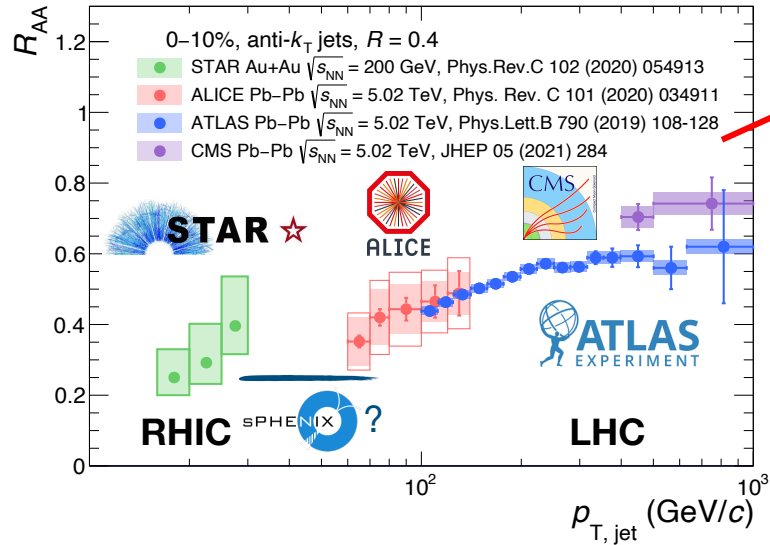 R_AA
1.2
1
0.8
0.6
0.4
0.2
0
0–10%, anti-k_T jets, R = 0.4
STAR Au+Au √s_NN = 200 GeV, Phys.Rev.C 102 (2020) 054913
ALICE Pb–Pb √s_NN = 5.02 TeV, Phys. Rev. C 101 (2020) 034911
ATLAS Pb–Pb √s_NN = 5.02 TeV, Phys.Lett.B 790 (2019) 108-128
CMS Pb–Pb √s_NN = 5.02 TeV, JHEP 05 (2021) 284
STAR
ALICE
CMS
ATLAS
EXPERIMENT
sPHENIX ?
RHIC
LHC
10²
10³
p_T, jet (GeV/c)